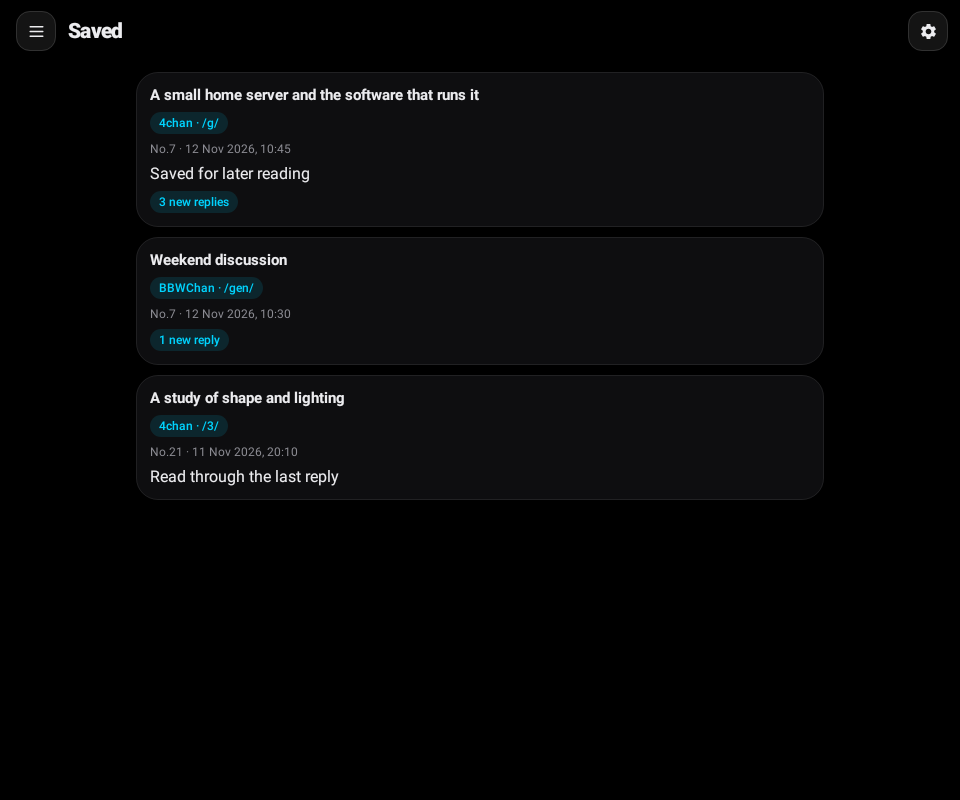 Saved
A small home server and the software that runs it
4chan · /g/
No.7 · 12 Nov 2026, 10:45
Saved for later reading
3 new replies
Weekend discussion
BBWChan · /gen/
No.7 · 12 Nov 2026, 10:30
1 new reply
A study of shape and lighting
4chan · /3/
No.21 · 11 Nov 2026, 20:10
Read through the last reply